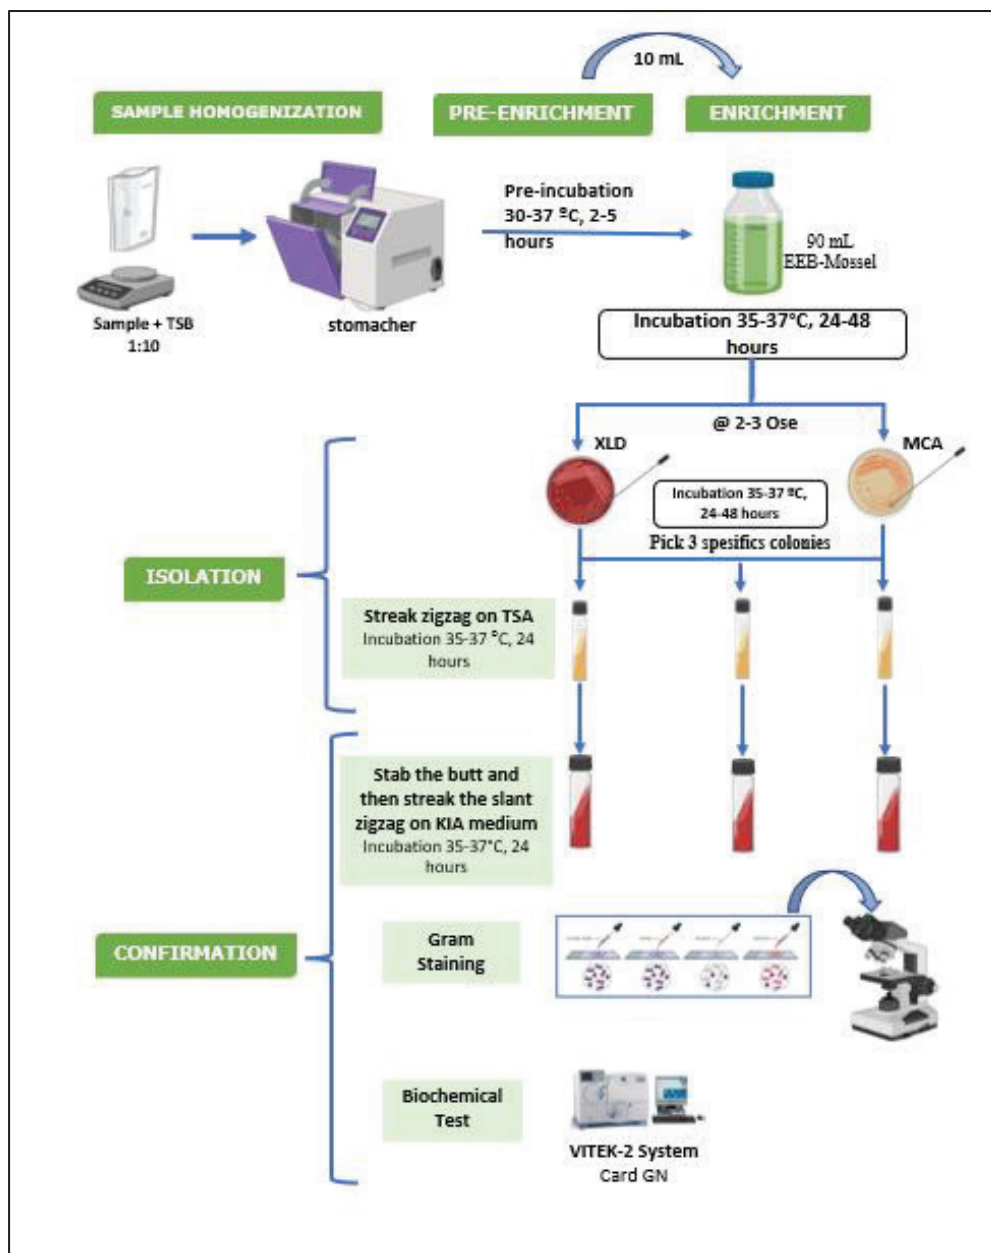 10 mL
SAMPLE HOMOGENIZATION
PRE-ENRICHMENT
ENRICHMENT
Pre-incubation
30-37 ºC, 2-5
hours
90 mL
EEB-Møssel
Sample + TSB
1:10
stomacher
Incubation 35-37°C, 24-48
hours
@ 2-3 Ose
XLD
MCA
Incubation 35-37 ºC,
24-48 hours
Pick 3 spesifics colonies
ISOLATION
Streak zigzag on TSA
Incubation 35-37 ºC, 24
hours
Stab the butt and
then streak the slant
zigzag on KIA medium
Incubation 35-37°C, 24
hours
CONFIRMATION
Gram
Staining
Biochemical
Test
VITEK-2 System
Card GN